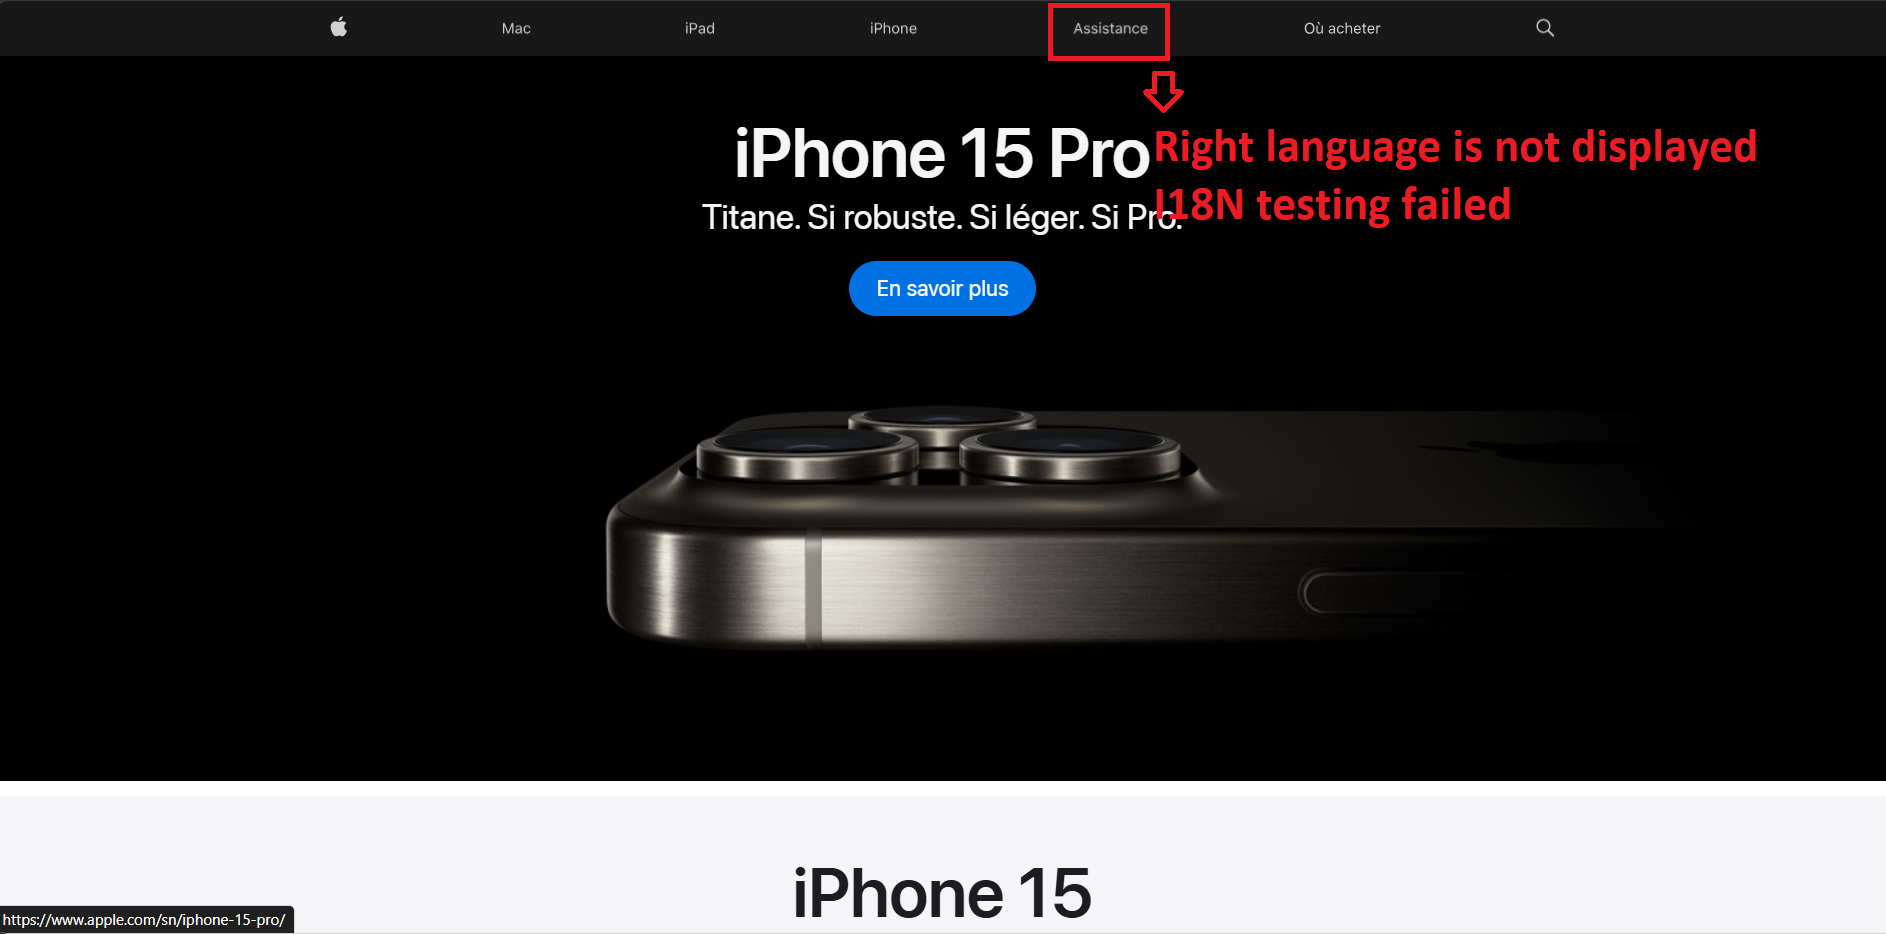 Mac
iPad
iPhone
Assistance
Où acheter
iPhone 15 Pro
Right language is not displayed
I18N testing failed
Titane. Si robuste. Si léger. Si Pro.
En savoir plus
iPhone 15
https://www.apple.com/sn/iphone-15-pro/